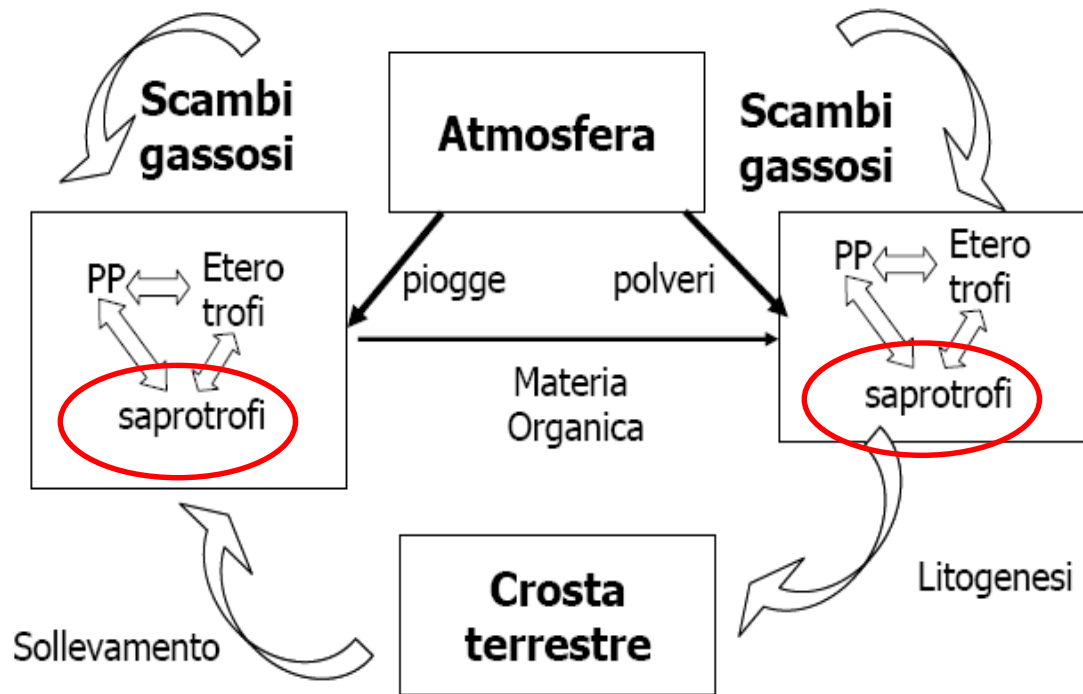 Scambi
gassosi
Atmosfera
Scambi
gassosi
PP
Etero
trofi
saprotrofi
piogge
polveri
Materia
Organica
PP
Etero
trofi
saprotrofi
Sollevamento
Crosta
terrestre
Litogenesi